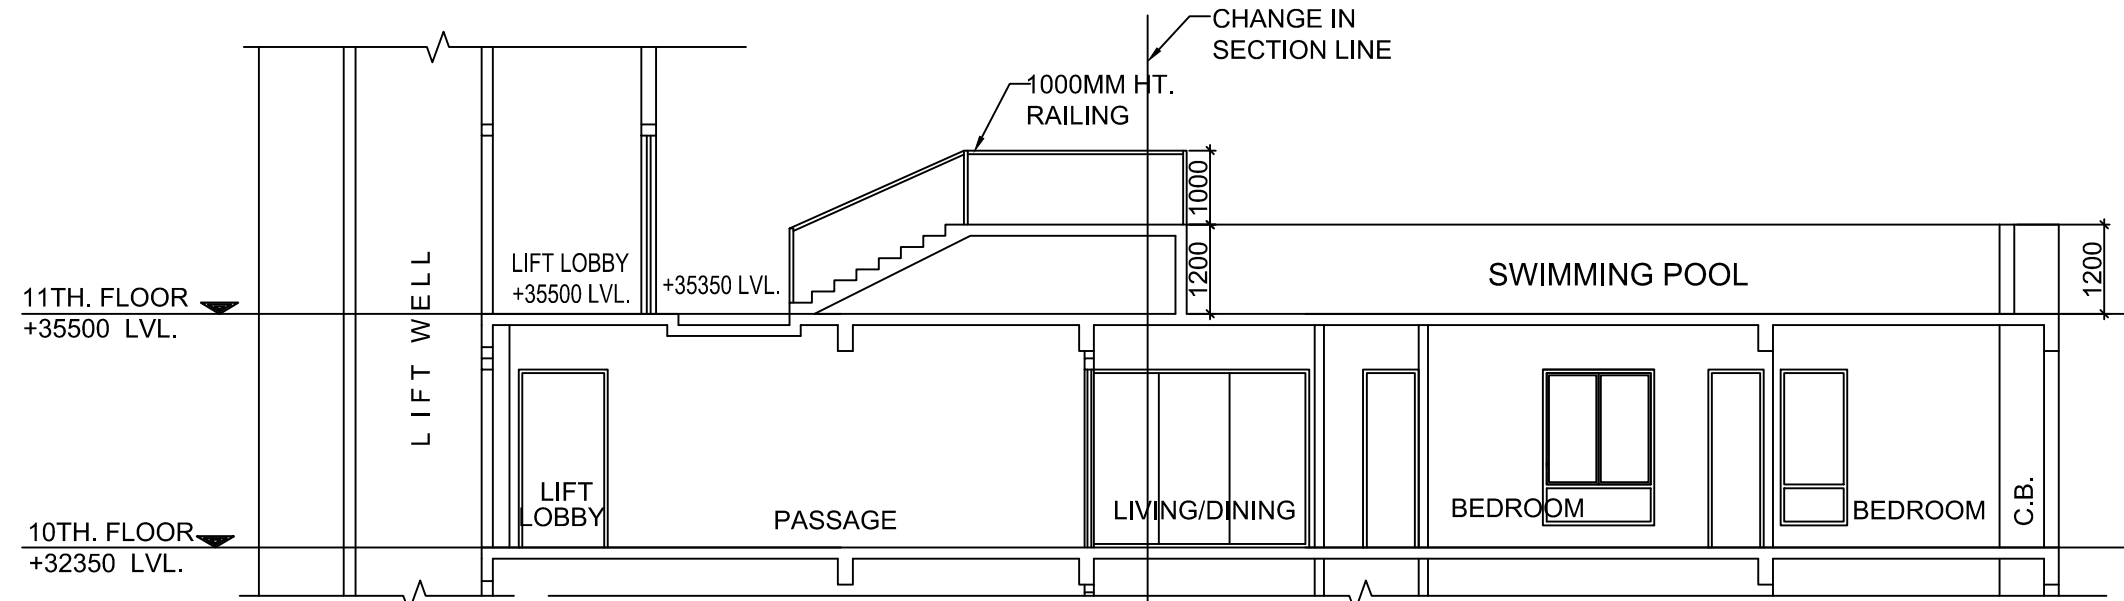 CHANGE IN
SECTION LINE
1000MM HT.
RAILING
1000
1200
1200
SWIMMING POOL
LIFT LOBBY
+35500 LVL.
+35350 LVL.
11TH. FLOOR
+35500 LVL.
LIFT WELL
LIFT
LOBBY
PASSAGE
LIVING/DINING
BEDROOM
BEDROOM
C.B.
10TH. FLOOR
+32350 LVL.